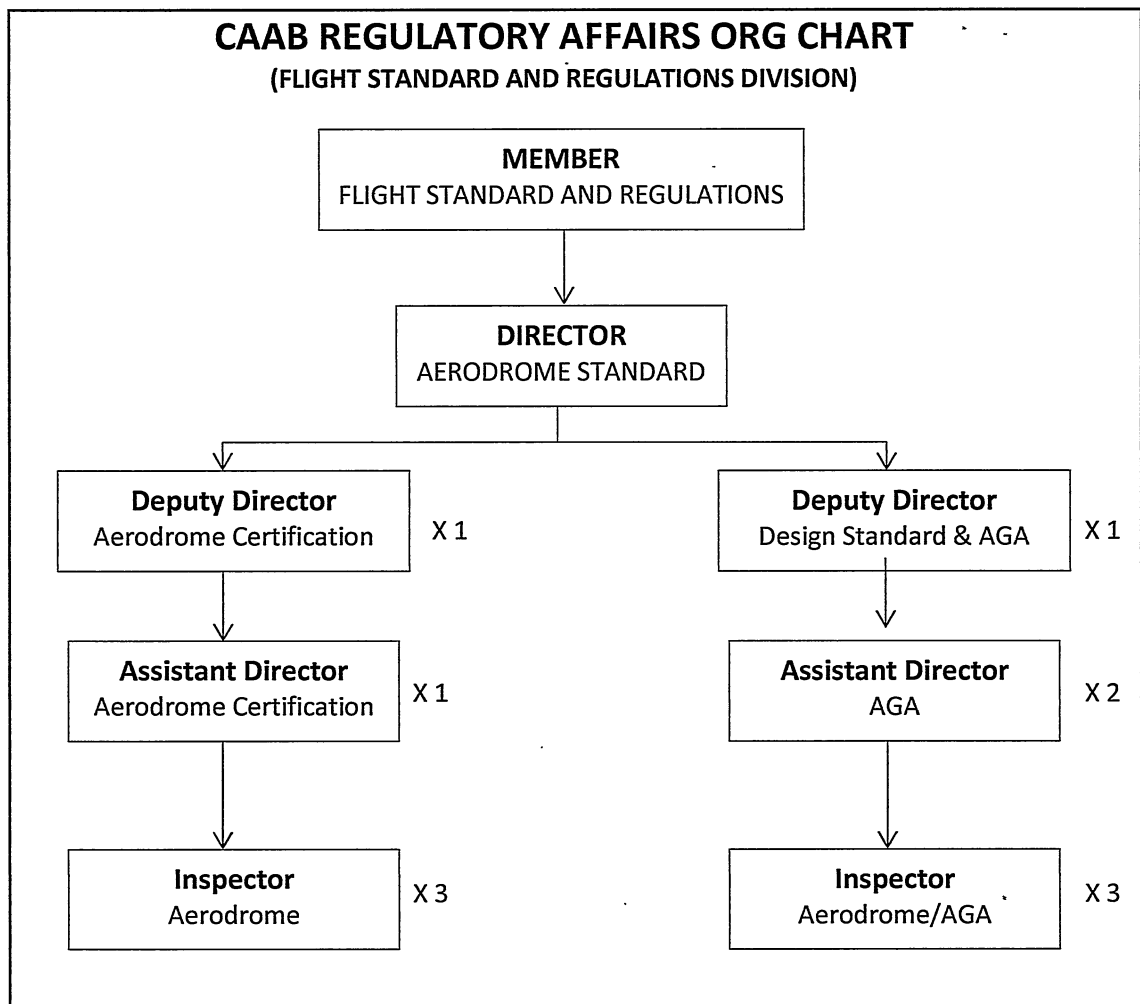 CAAB REGULATORY AFFAIRS ORG CHART
(FLIGHT STANDARD AND REGULATIONS DIVISION)
MEMBER
FLIGHT STANDARD AND REGULATIONS
DIRECTOR
AERODROME STANDARD
Deputy Director
Aerodrome Certification
X 1
Deputy Director
Design Standard & AGA
X 1
Assistant Director
Aerodrome Certification
X 1
Assistant Director
AGA
X 2
Inspector
Aerodrome
X 3
Inspector
Aerodrome/AGA
X 3